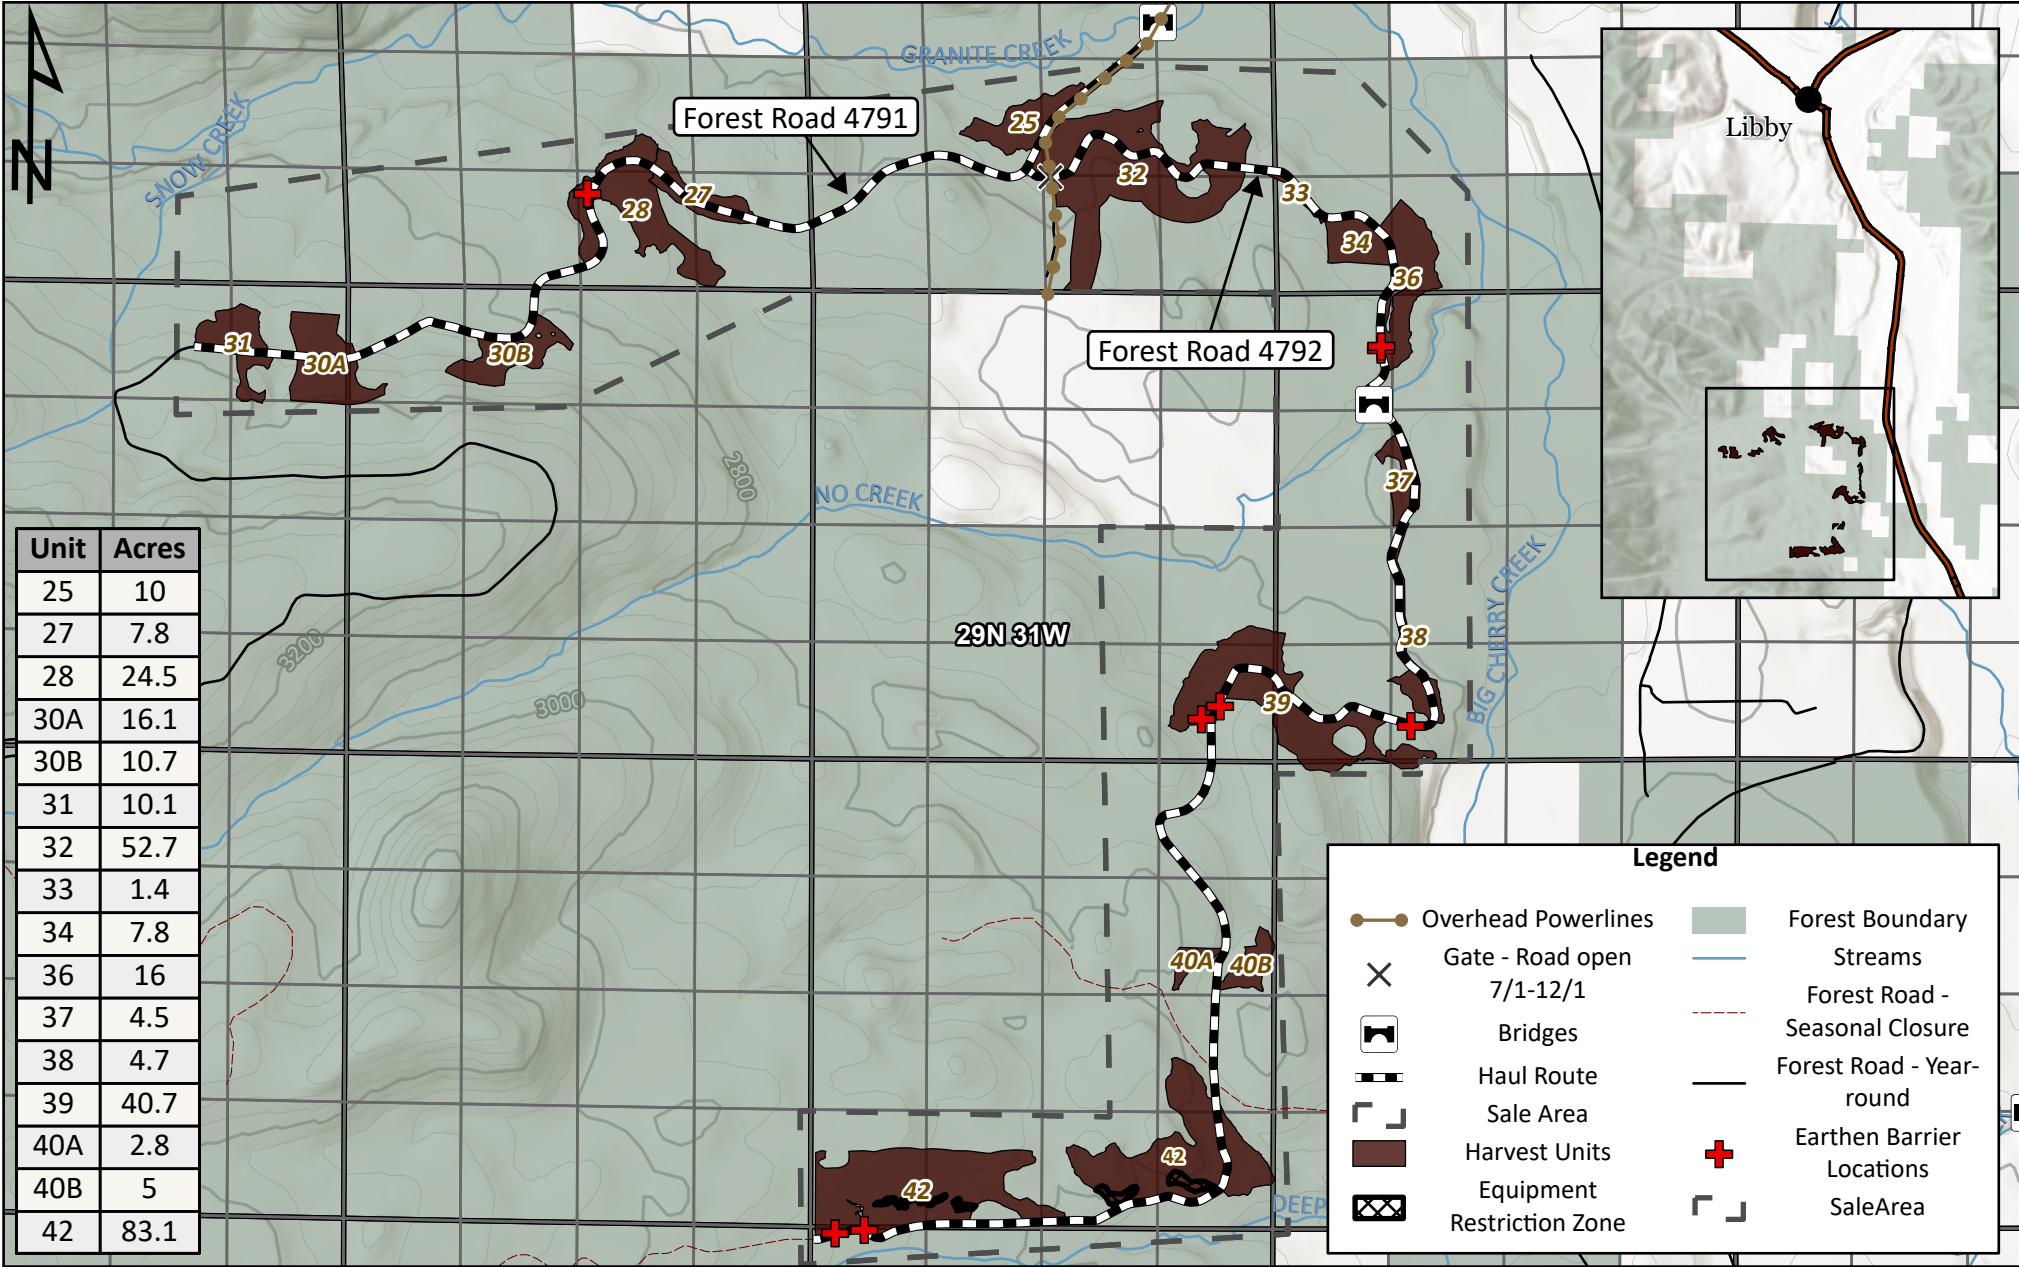 GRANITE CREEK
SNOW CREEK
Forest Road 4791
25
32
27
28
33
34
36
31
30A
30B
Forest Road 4792
Libby
37
2800
NO CREEK
BIG CHERRY CREEK
29N 31W
3200
3000
38
39
40A
40B
42
42
DEEP
N
Unit Acres
25 10
27 7.8
28 24.5
30A 16.1
30B 10.7
31 10.1
32 52.7
33 1.4
34 7.8
36 16
37 4.5
38 4.7
39 40.7
40A 2.8
40B 5
42 83.1
Legend
Overhead Powerlines
Gate - Road open
7/1-12/1
Bridges
Haul Route
Sale Area
Harvest Units
Equipment
Restriction Zone
Forest Boundary
Streams
Forest Road -
Seasonal Closure
Forest Road - Year-
round
Earthen Barrier
Locations
SaleArea